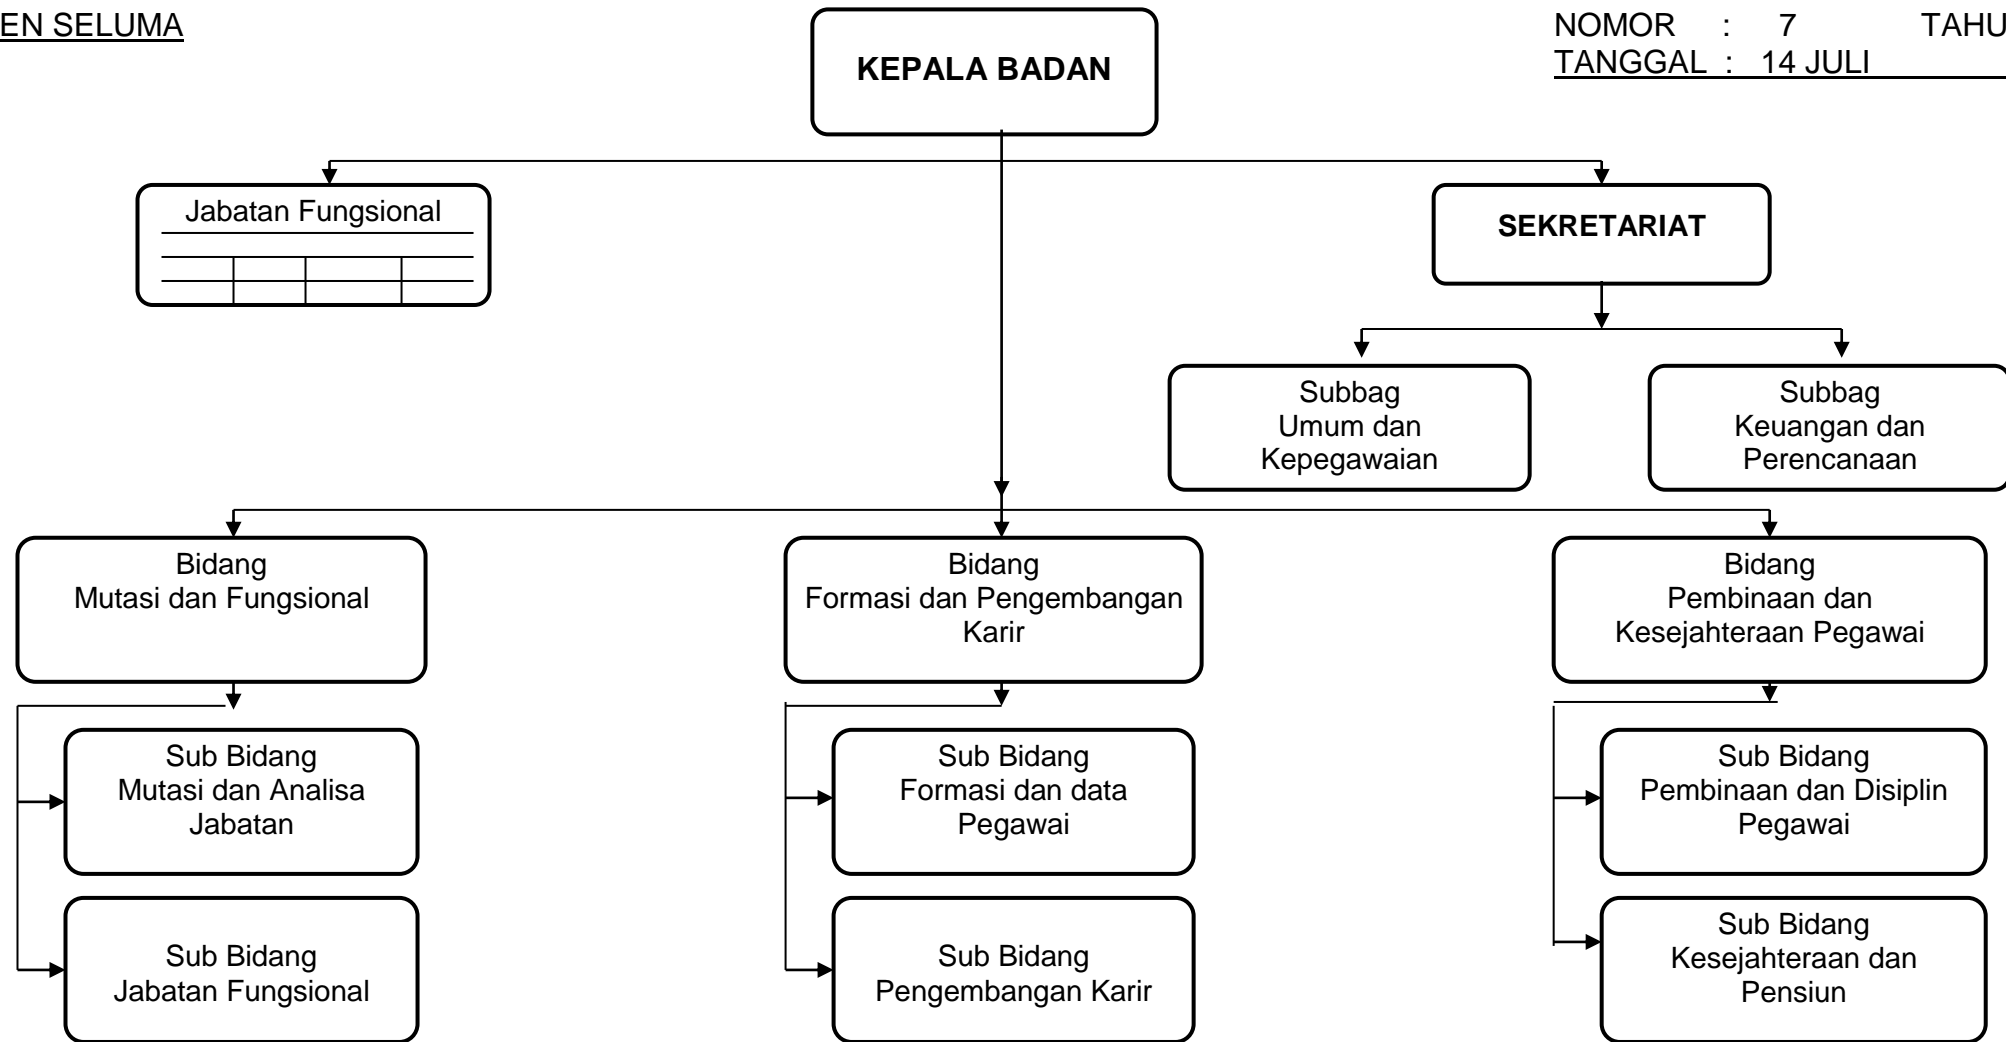 EN SELUMA
NOMOR : 7 TAHU
TANGGAL : 14 JULI
KEPALA BADAN
Jabatan Fungsional
SEKRETARIAT
Subbag
Umum dan
Kepegawaian
Subbag
Keuangan dan
Perencanaan
Bidang
Mutasi dan Fungsional
Bidang
Formasi dan Pengembangan
Karir
Bidang
Pembinaan dan
Kesejahteraan Pegawai
Sub Bidang
Mutasi dan Analisa
Jabatan
Sub Bidang
Formasi dan data
Pegawai
Sub Bidang
Pembinaan dan Disiplin
Pegawai
Sub Bidang
Jabatan Fungsional
Sub Bidang
Pengembangan Karir
Sub Bidang
Kesejahteraan dan
Pensiun